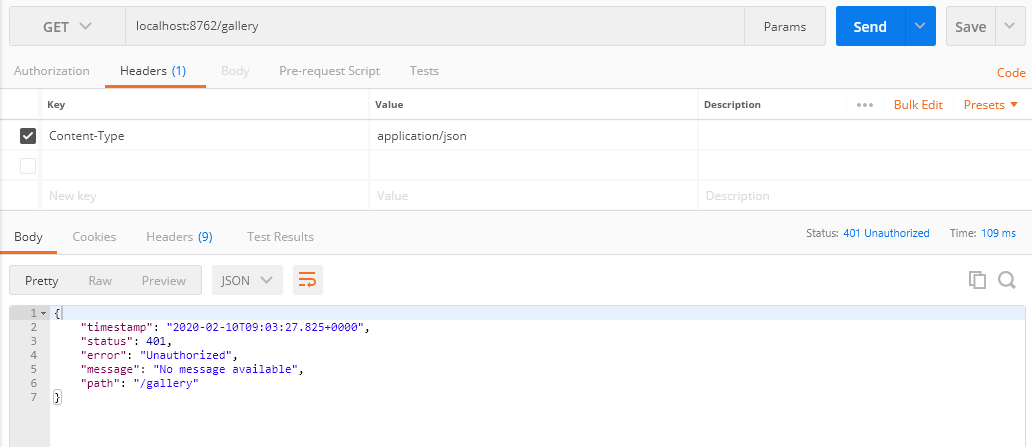 GET localhost:8762/gallery Params Send Save
Authorization Headers (1) Body Pre-request Script Tests Code
Key Value Description ••• Bulk Edit Presets
Content-Type application/json
New key Value Description
Body Cookies Headers (9) Test Results Status: 401 Unauthorized Time: 109 ms
Pretty Raw Preview JSON
1 {
2 "timestamp": "2020-02-10T09:03:27.825+0000",
3 "status": 401,
4 "error": "Unauthorized",
5 "message": "No message available",
6 "path": "/gallery"
7 }